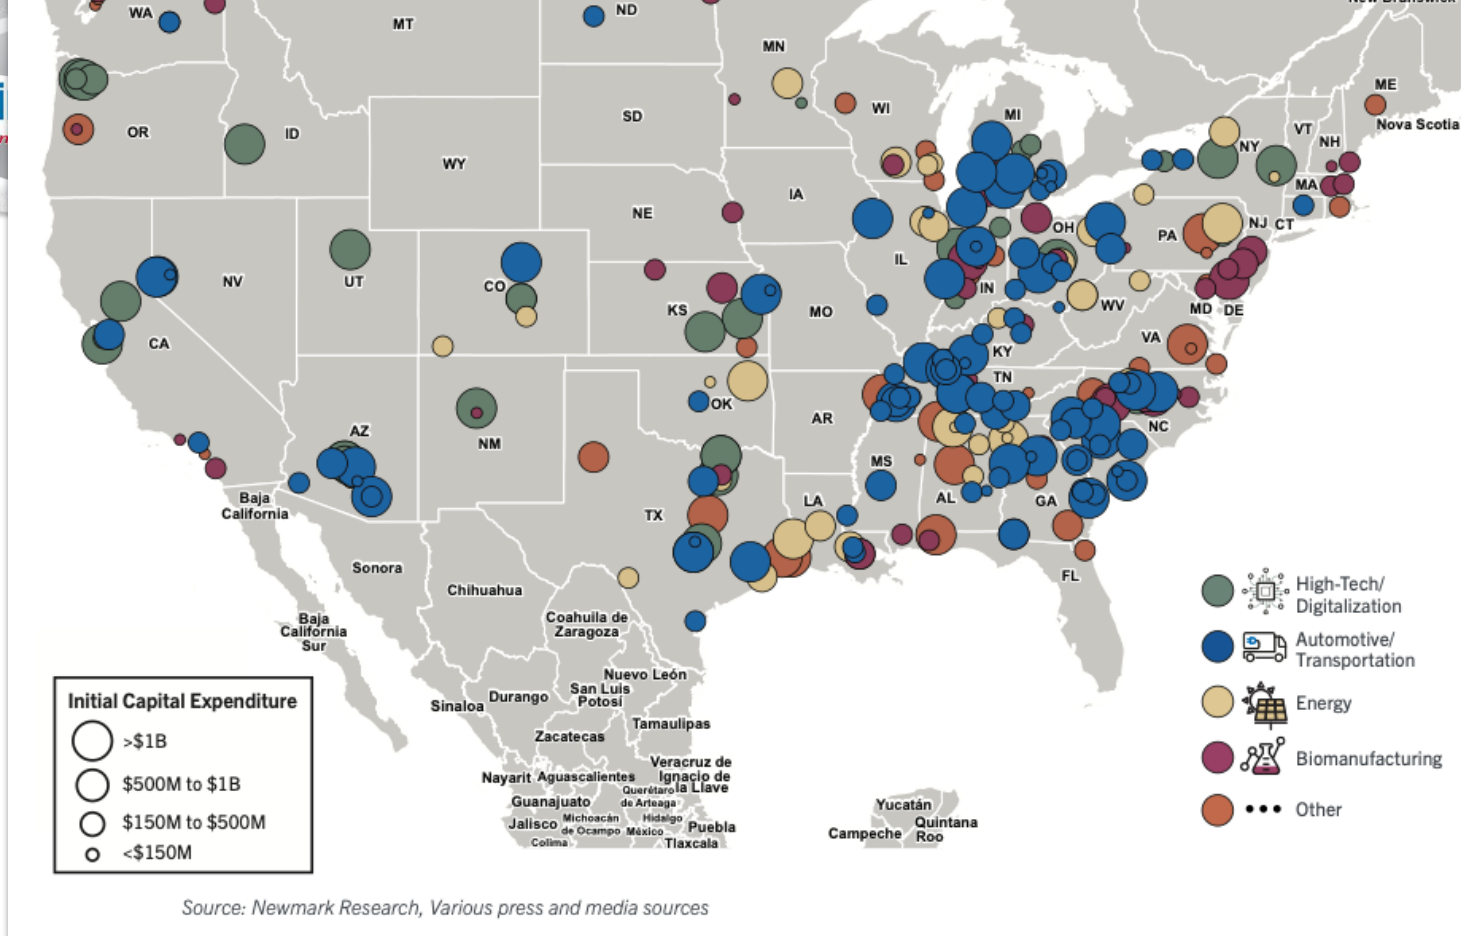 New Brunswick
WA
MT
ND
MN
ME
Nova Scotia
WI
MI
VT
NH
NY
OR
ID
SD
WY
MA
IA
NE
NJ CT
PA
OH
IL
NV
UT
CO
IN
WV
MD DE
KS
MO
CA
VA
KY
TN
OK
AR
NC
AZ
NM
MS
Baja
California
TX
LA
AL
GA
Sonora
FL
Chihuahua
High-Tech/
Digitalization
Baja
California
Sur
Coahuila de
Zaragoza
Automotive/
Transportation
Nuevo León
Durango
San Luis
Potosí
Sinaloa
Energy
Initial Capital Expenditure
Tamaulipas
Zacatecas
>$1B
Biomanufacturing
Veracruz de
Ignacio de
la Llave
Nayarit
Aguascalientes
$500M to $1B
Querétaro
de Arteaga
Guanajuato
Yucatán
Other
Jalisco
Michoacán
de Ocampo
Hidalgo
México
Puebla
$150M to $500M
Campeche
Quintana
Roo
Colima
Tlaxcala
<$150M
Source: Newmark Research, Various press and media sources